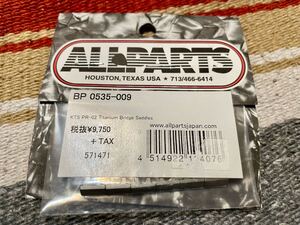 ALLPARTS
HOUSTON, TEXAS USA ★ 713/466-6414
BP 0535-009
KTS PR-02 Titanium Bridge Saddles
税抜¥9,750
+TAX
571471
www.allpartsjapan.com
4 514922 114076